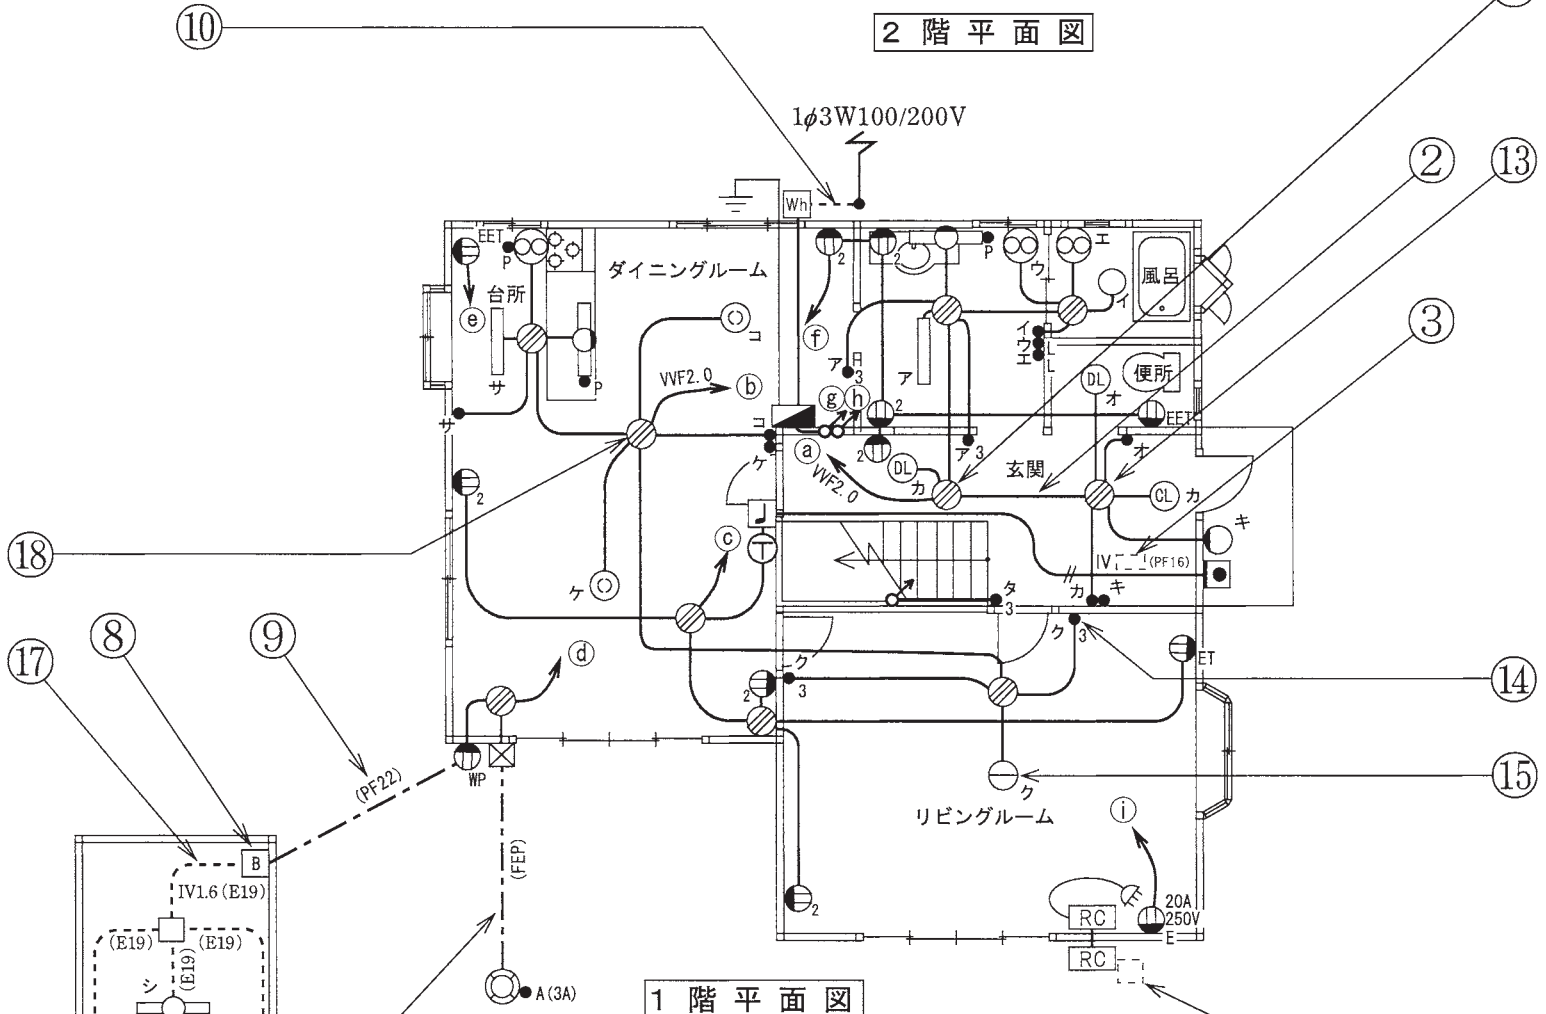 ⑩
2 階 平 面 図
1φ3W100/200V
②
⑬
Wh
EET
P
2
2
P
ウ
エ
イ
風呂
ダイニングルーム
台所
ⓔ
コ
ⓕ
イ
ウ
エ
L
L
③
サ
P
VVF2.0
ⓑ
ア
H
3
ア
DL
オ
便所
ⓖ
ⓗ
2
EET
サ
コ
ケ
ⓐ
2
ア
3
オ
VVF2.0
DL
カ
玄関
CL
カ
2
キ
⑱
ⓒ
IV
(PF16)
ケ
タ
3
カ
キ
⑧
⑨
⑰
ⓓ
ク
3
ET
ク
3
2
⑭
WP
(PF22)
⑮
ク
リビングルーム
B
(FEP)
ⓘ
IV1.6(E19)
2
20A
250V
E
RC
(E19)
(E19)
(E19)
RC
シ
A(3A)
1 階 平 面 図